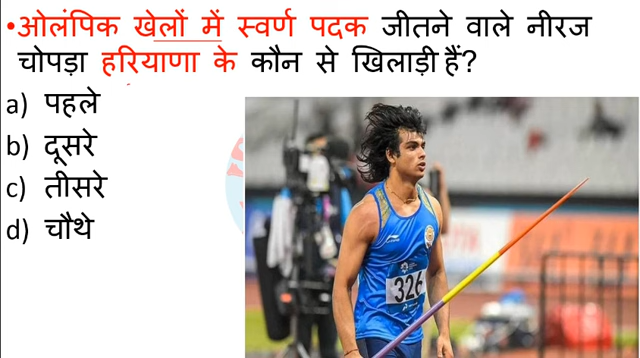 •ओलंपिक खेलों में स्वर्ण पदक जीतने वाले नीरज
चोपड़ा हरियाणा के कौन से खिलाड़ी हैं?
a) पहले
b) दूसरे
c) तीसरे
d) चौथे
326